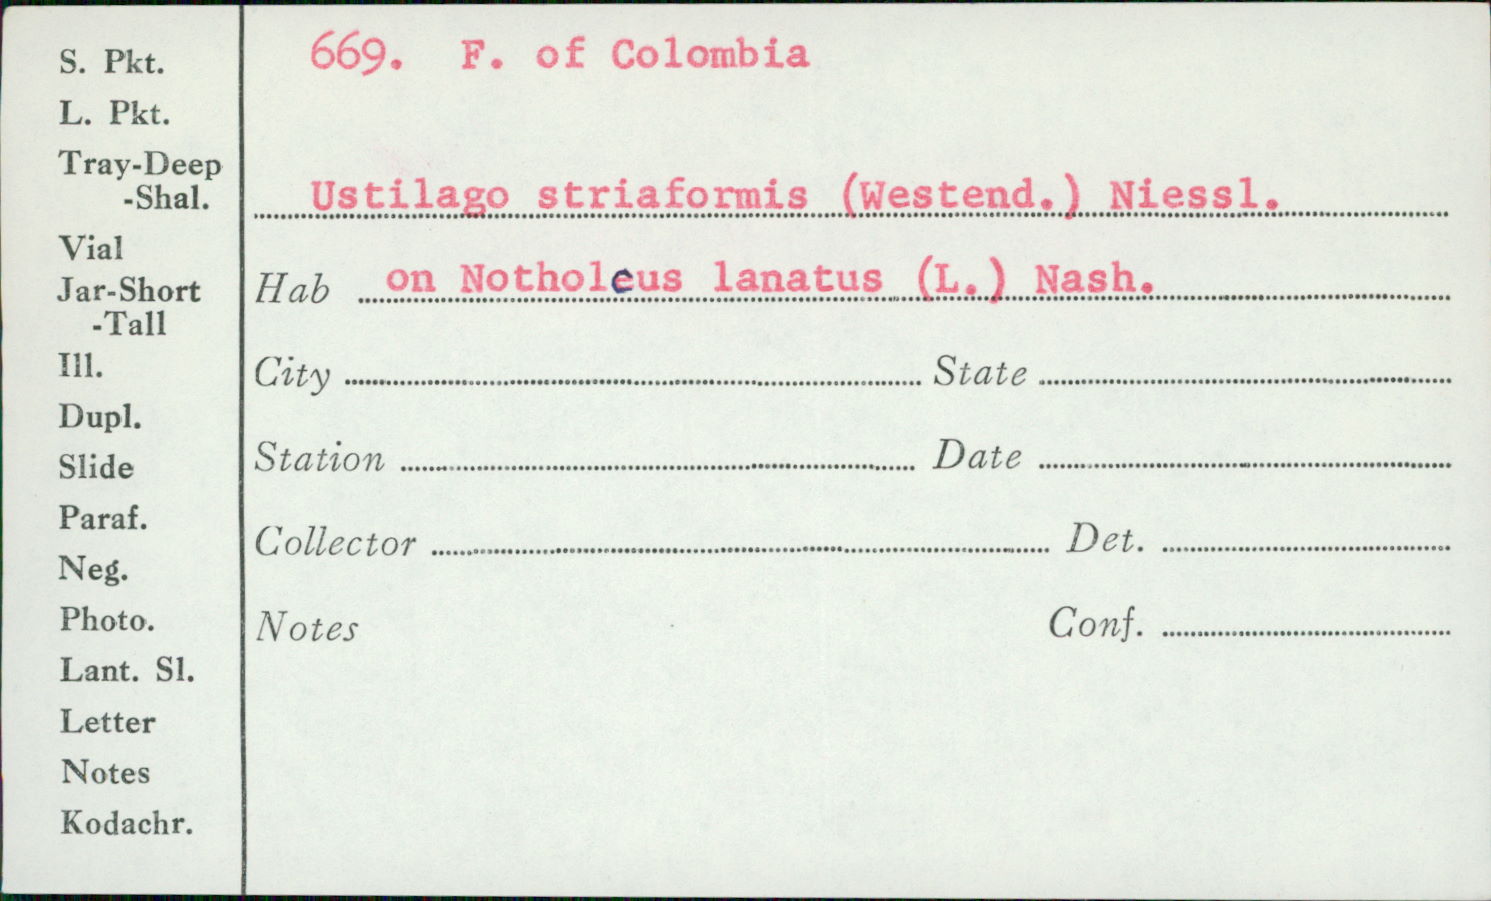 S. Pkt.
L. Pkt.
Tray-Deep
-Shal.
Vial
Jar-Short
-Tall
Ill.
Dupl.
Slide
Paraf.
Neg.
Photo.
Lant. Sl.
Letter
Notes
Kodachr.
669. F. of Colombia
Ustilago striaformis (Westend.) Niessl.
Hab on Notholcus lanatus (L.) Nash.
City State
Station Date
Collector Det.
Notes Conf.